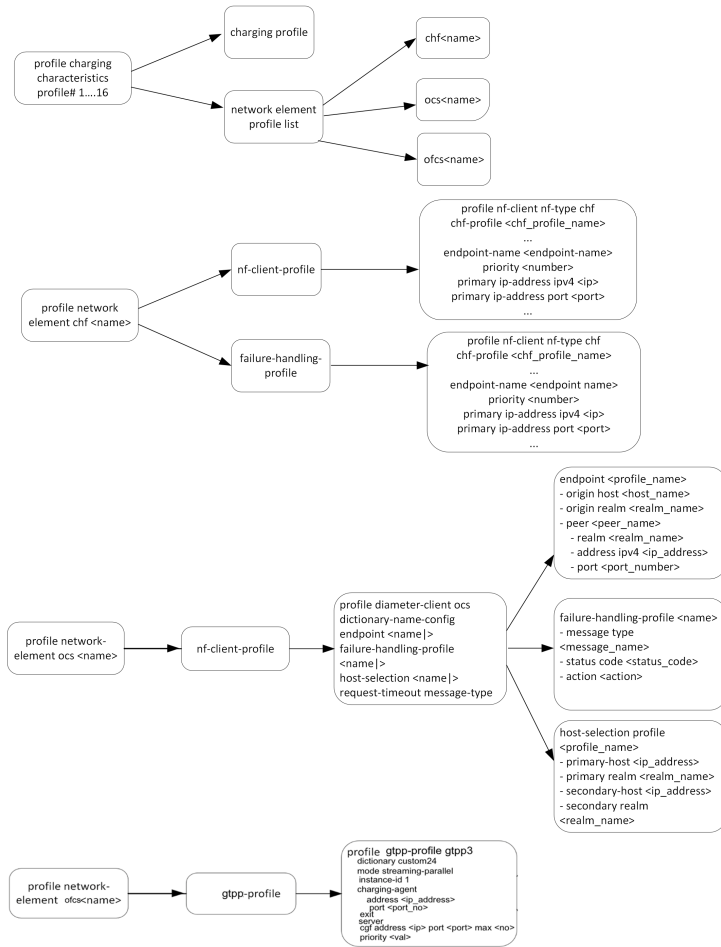 charging profile
profile charging
characteristics
profile# 1....16
network element
profile list
chf<name>
ocs<name>
ofcs<name>
profile network
element chf <name>
nf-client-profile
failure-handling-
profile
profile nf-client nf-type chf
chf-profile <chf_profile_name>
...
endpoint-name <endpoint-name>
priority <number>
primary ip-address ipv4 <ip>
primary ip-address port <port>
...
profile nf-client nf-type chf
chf-profile <chf_profile_name>
...
endpoint-name <endpoint name>
priority <number>
primary ip-address ipv4 <ip>
primary ip-address port <port>
...
profile network-
element ocs <name>
nf-client-profile
profile diameter-client ocs
dictionary-name-config
endpoint <name|>
failure-handling-profile
<name|>
host-selection <name|>
request-timeout message-type
endpoint <profile_name>
- origin host <host_name>
- origin realm <realm_name>
- peer <peer_name>
- realm <realm_name>
- address ipv4 <ip_address>
- port <port_number>
failure-handling-profile <name>
- message type
<message_name>
- status code <status_code>
- action <action>
host-selection profile
<profile_name>
- primary-host <ip_address>
- primary realm <realm_name>
- secondary-host <ip_address>
- secondary realm
<realm_name>
profile network-
element ofcs<name>
gtpp-profile
profile gtpp-profile gtpp3
dictionary custom24
mode streaming-parallel
instance-id 1
charging-agent
address <ip_address>
port <port_no>
exit
server
cgf address <ip> port <port> max <no>
priority <val>